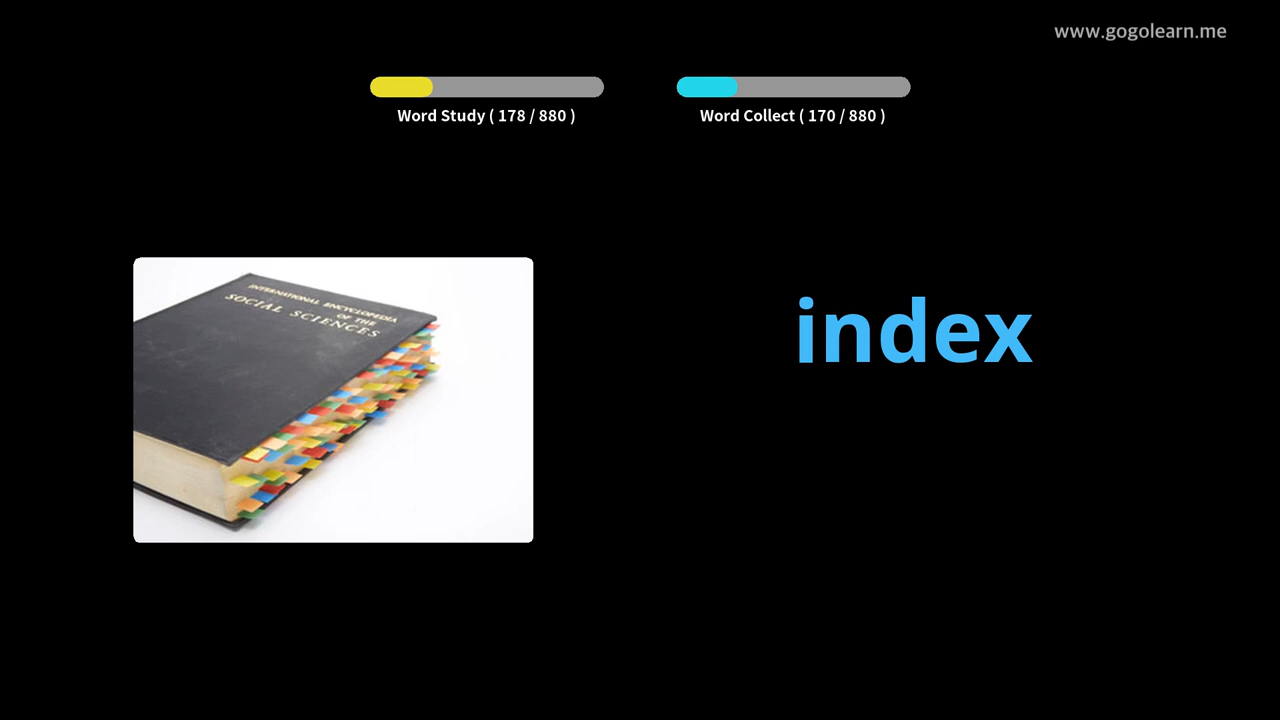 www.gogolearn.me
Word Study ( 178 / 880 )
Word Collect ( 170 / 880 )
INTERNATIONAL ENCYCLOPEDIA
OF THE
SOCIAL SCIENCES
index